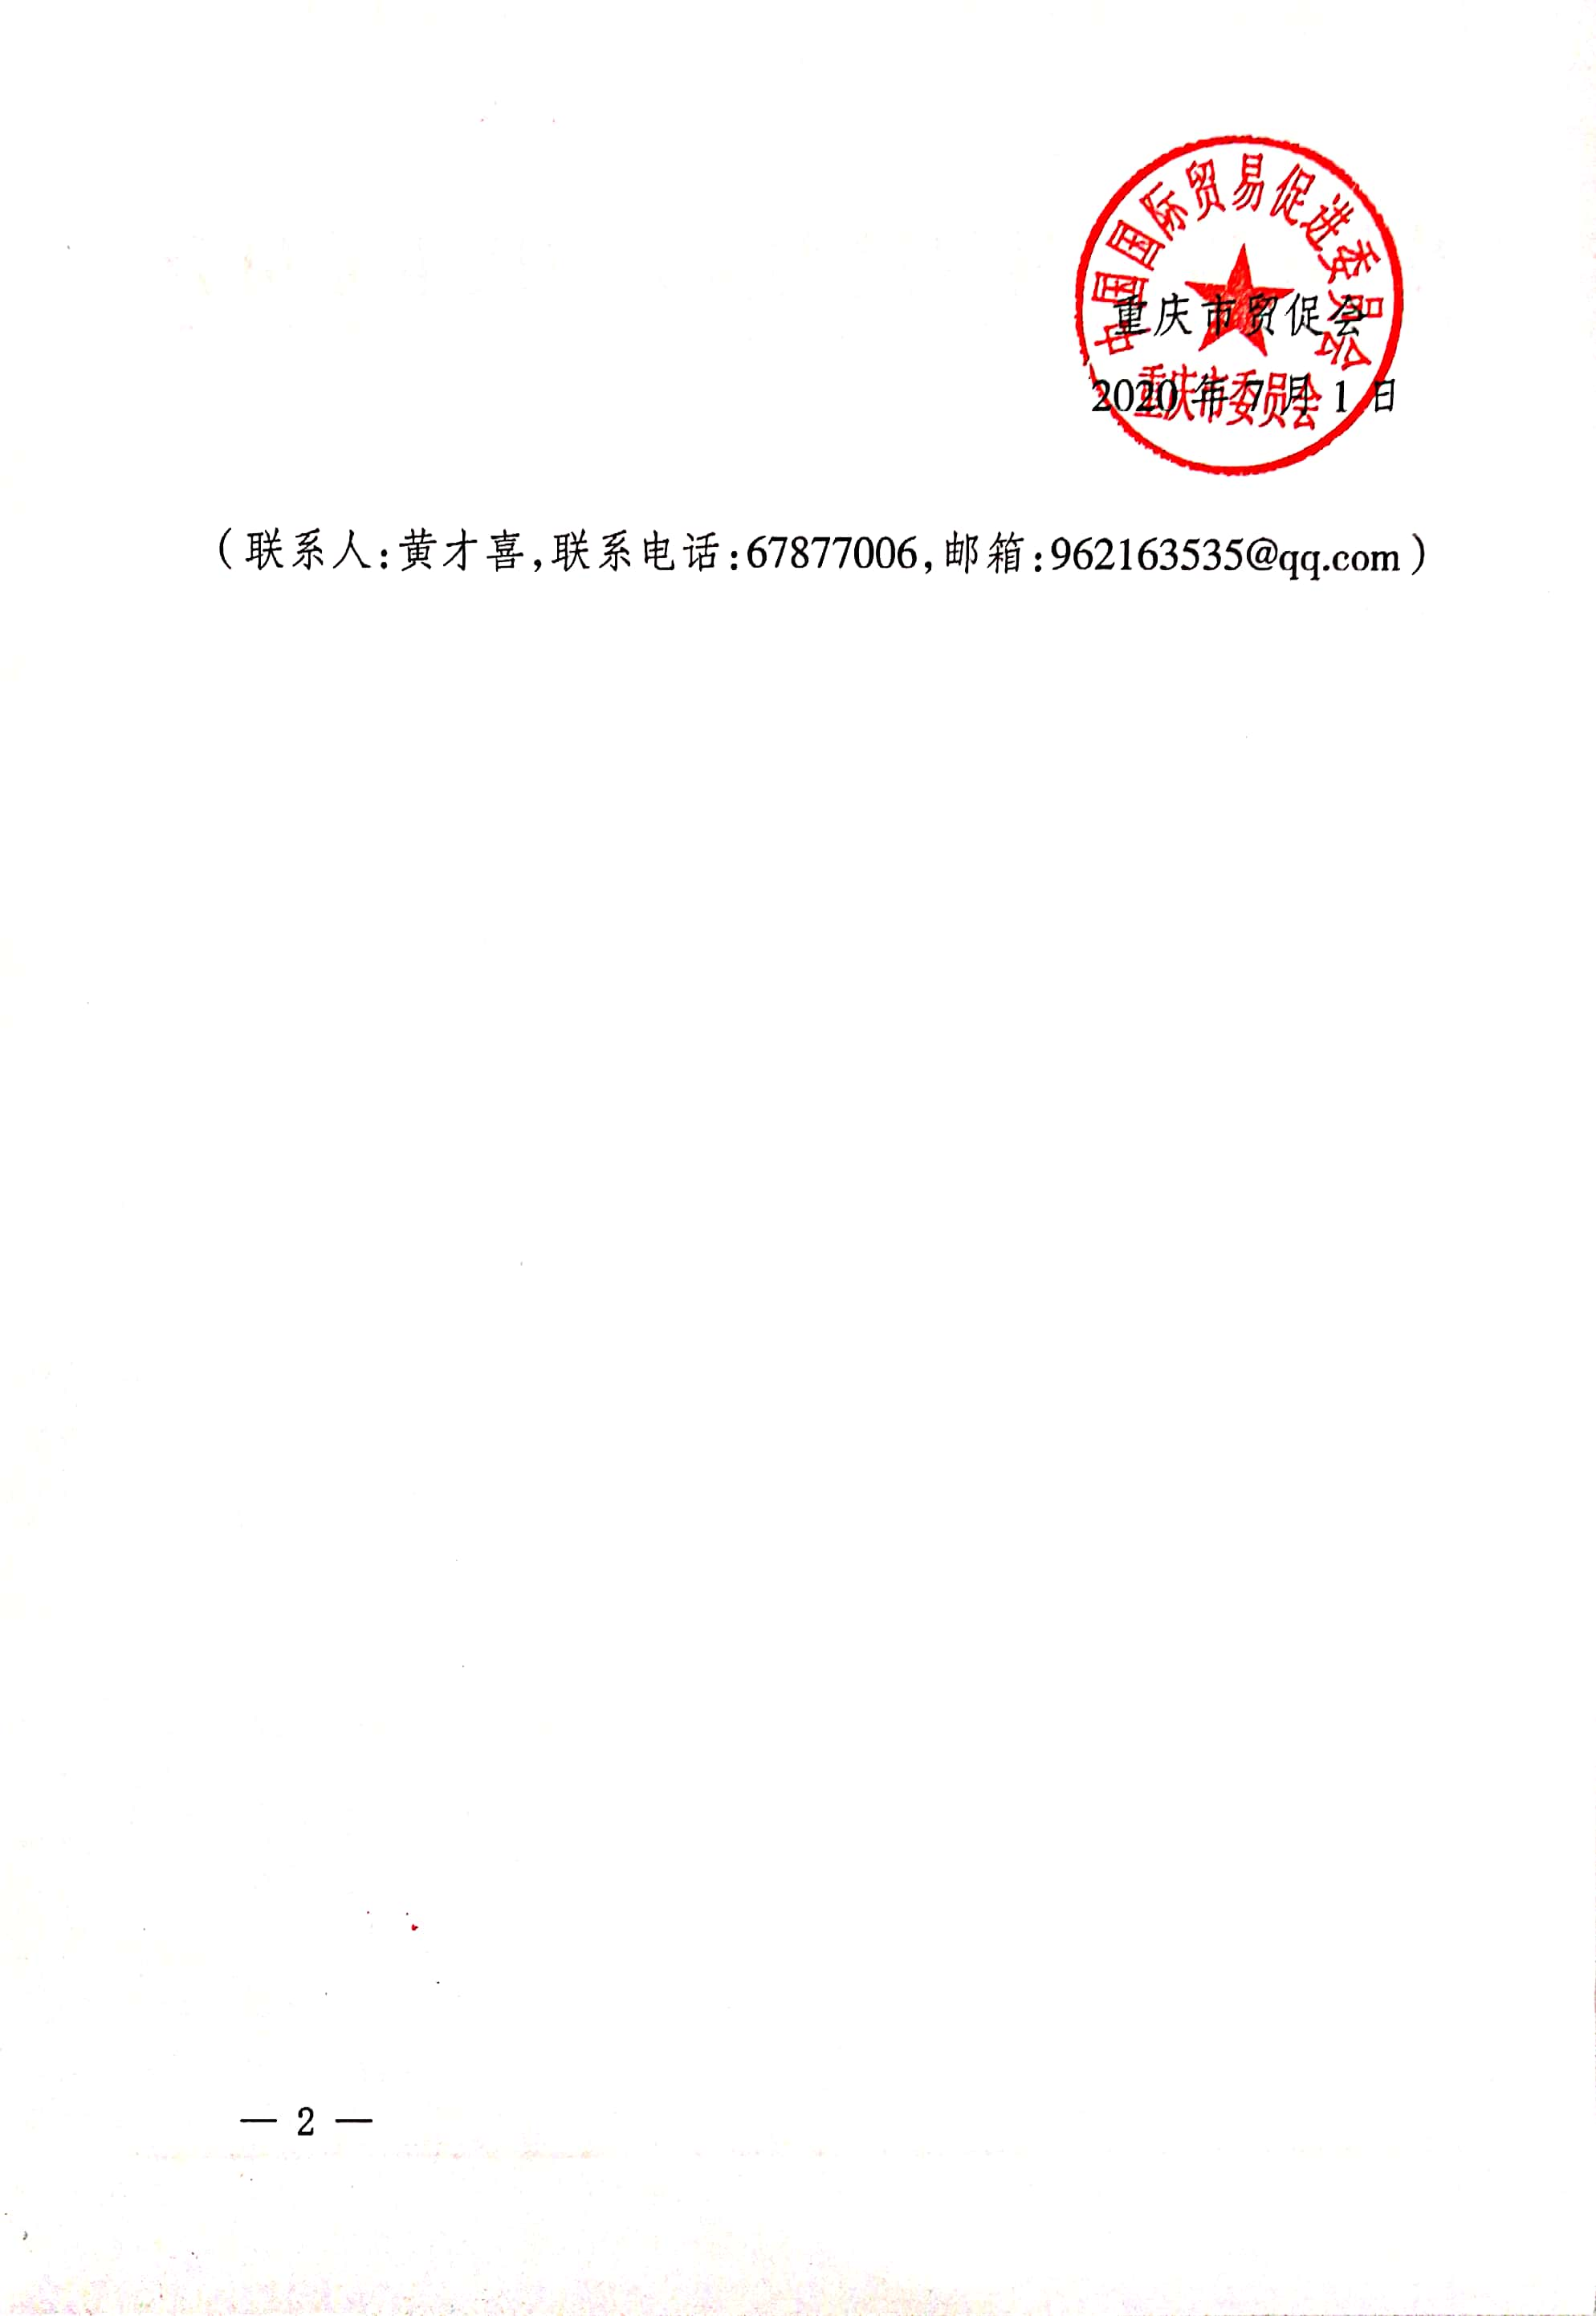 中国国际贸易促进委员会
重庆市委员会
重庆市贸促会
2020年7月1日
（联系人:黄才喜,联系电话:67877006,邮箱:962163535@qq.com）
— 2 —